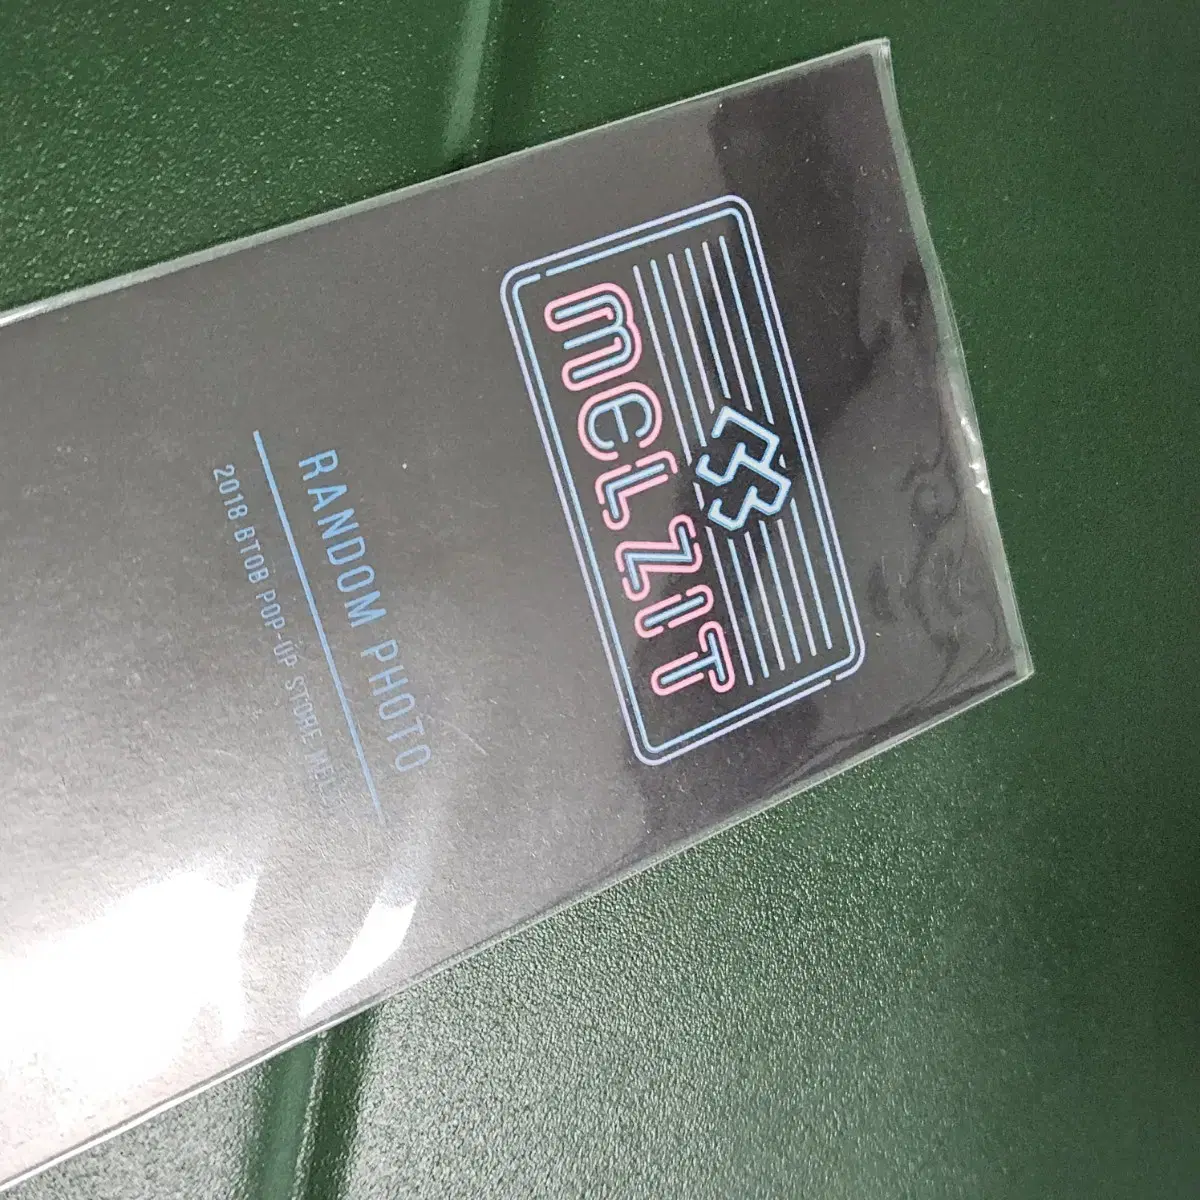 MELZIT
RANDOM PHOTO
2018 BTOB POP-UP STORE